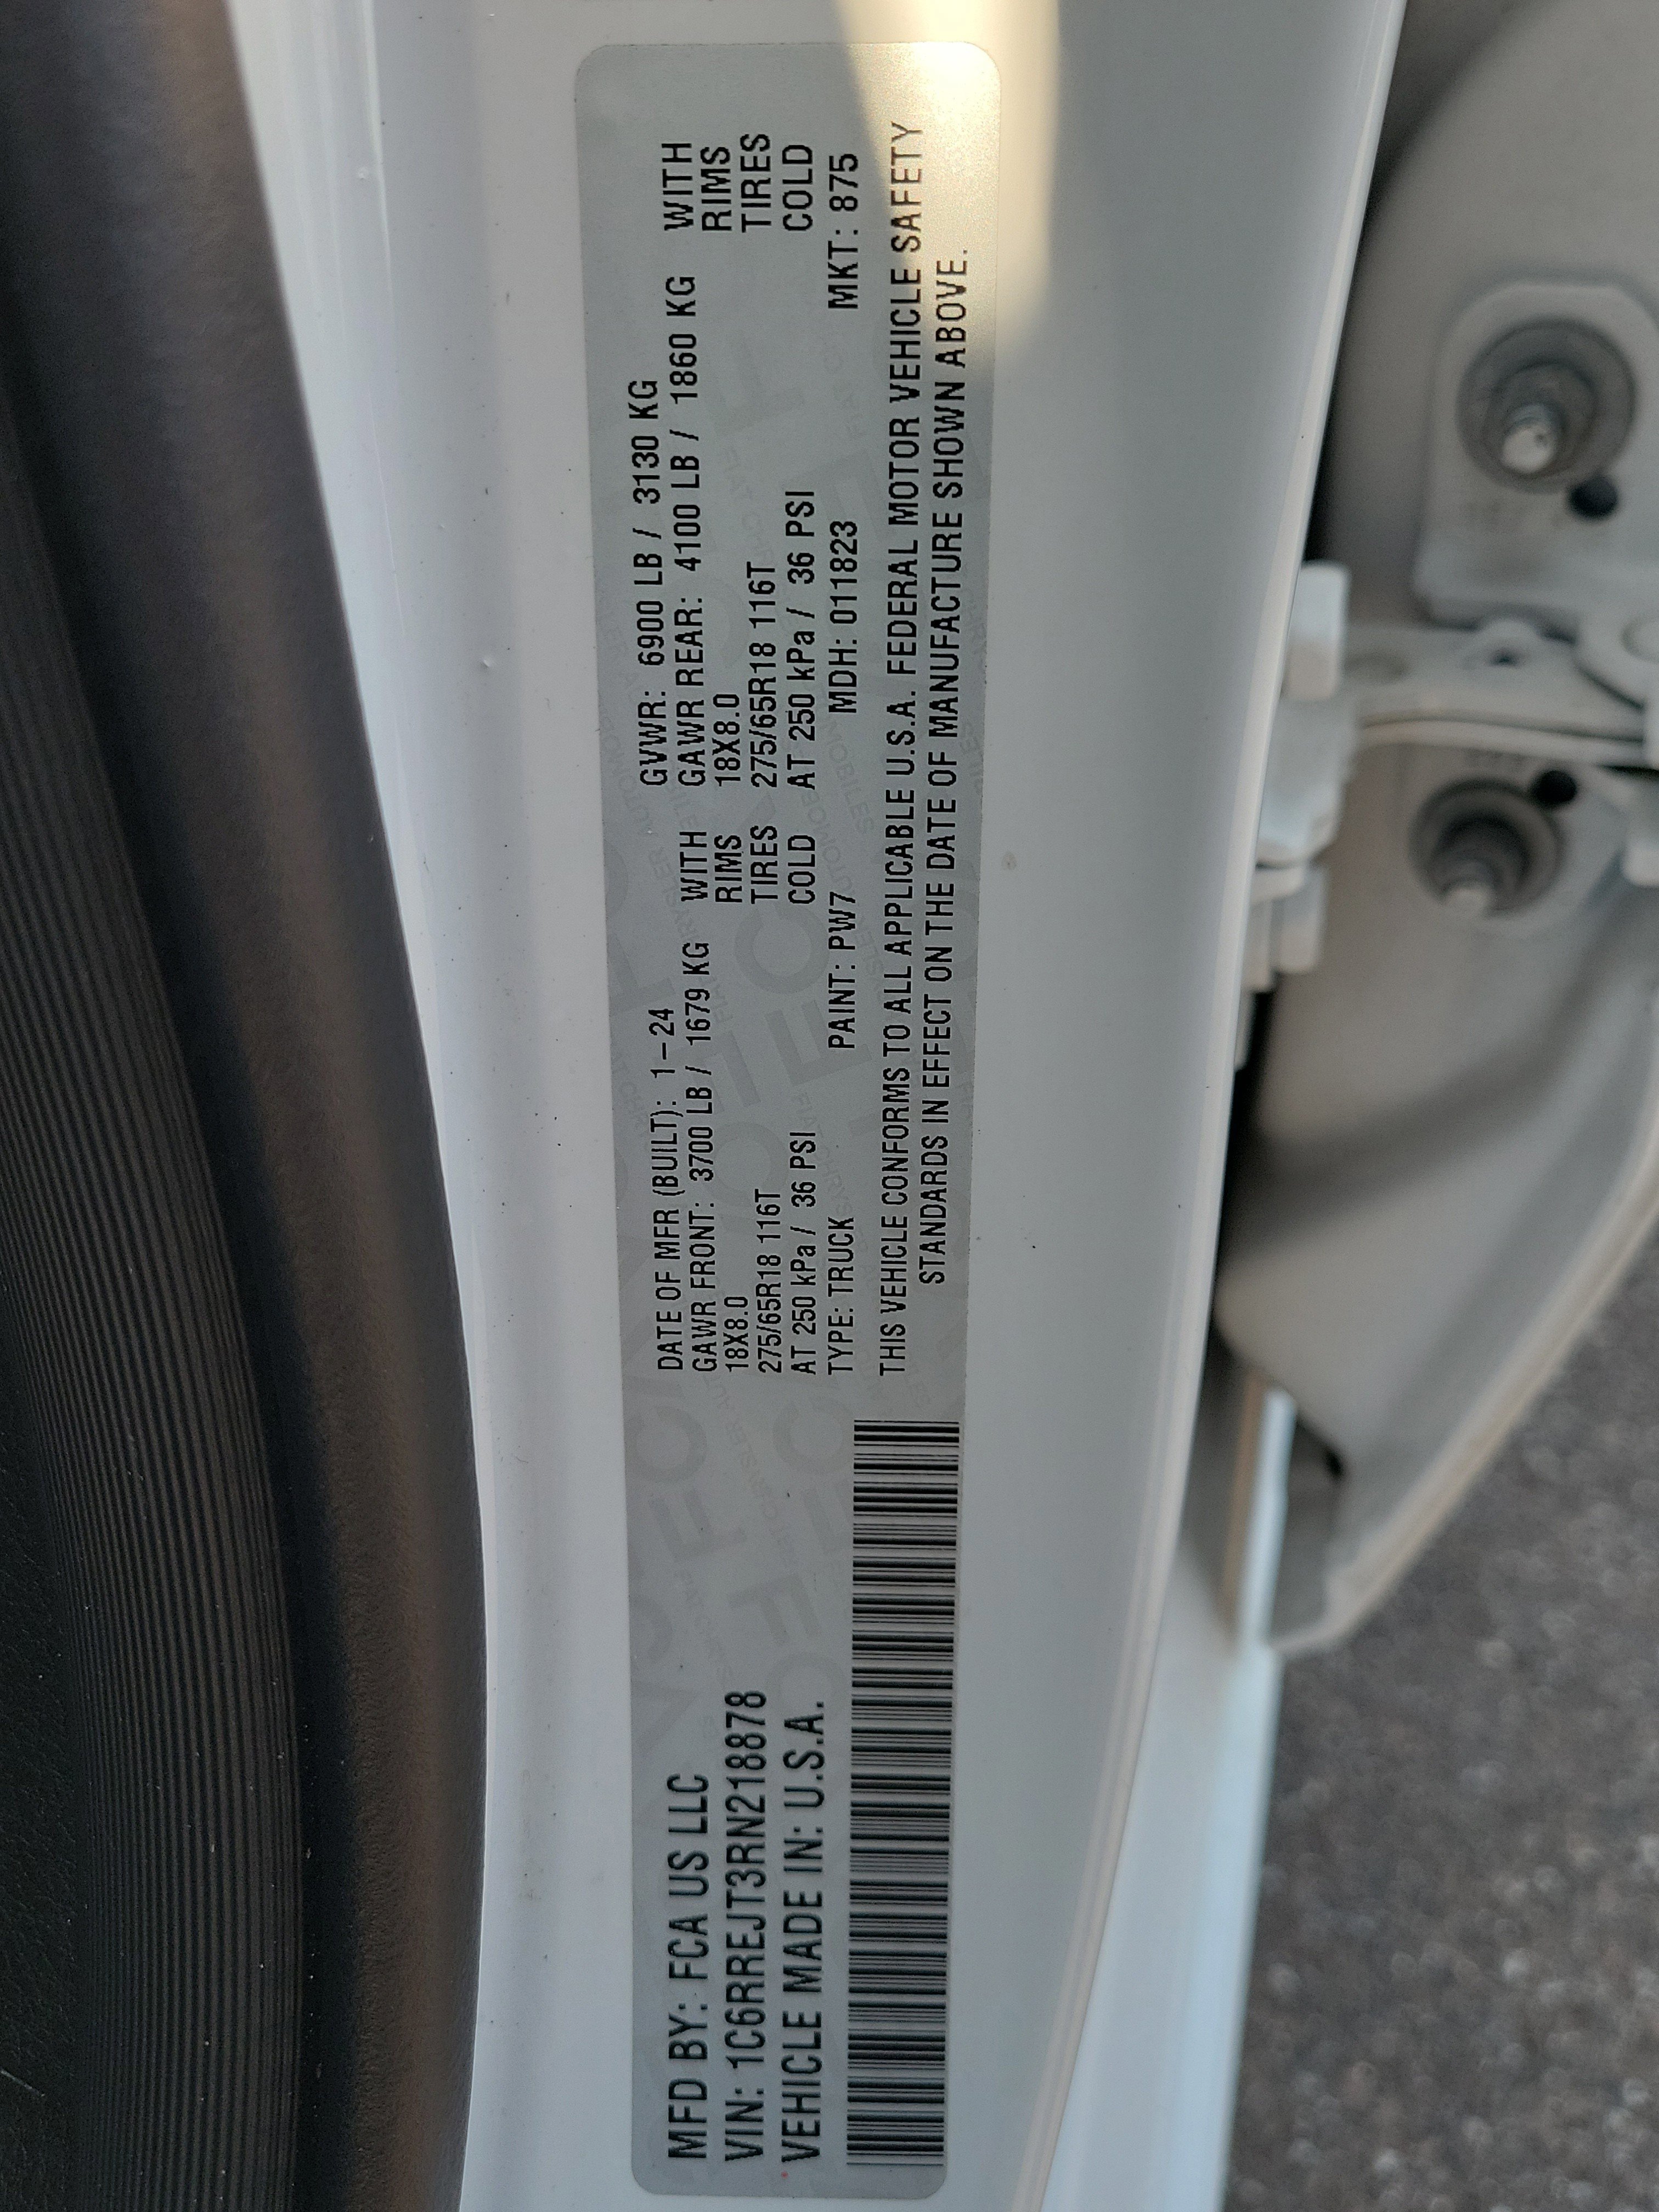 MFD BY: FCA US LLC
VIN: 1C6RREJT3RN218878
VEHICLE MADE IN: U.S.A.
DATE OF MFR (BUILT): 1-24
GVWR: 6900 LB / 3130 KG
GAWR FRONT: 3700 LB / 1679 KG WITH
GAWR REAR: 4100 LB / 1860 KG WITH
18X8.0 RIMS
18X8.0 RIMS
275/65R18 116T TIRES
275/65R18 116T TIRES
AT 250 kPa / 36 PSI COLD
AT 250 kPa / 36 PSI COLD
TYPE: TRUCK PAINT: PW7 MDH: 011823 MKT: 875
THIS VEHICLE CONFORMS TO ALL APPLICABLE U.S.A. FEDERAL MOTOR VEHICLE SAFETY
STANDARDS IN EFFECT ON THE DATE OF MANUFACTURE SHOWN ABOVE.